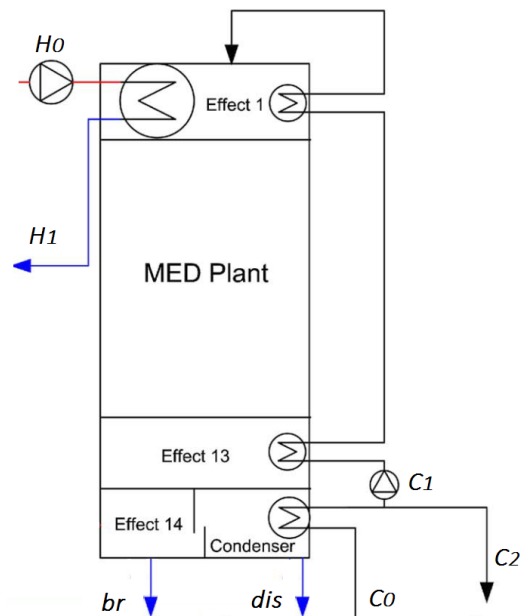 H0
Effect 1
H1
MED Plant
Effect 13
C1
Effect 14
Condenser
C2
br
dis
C0